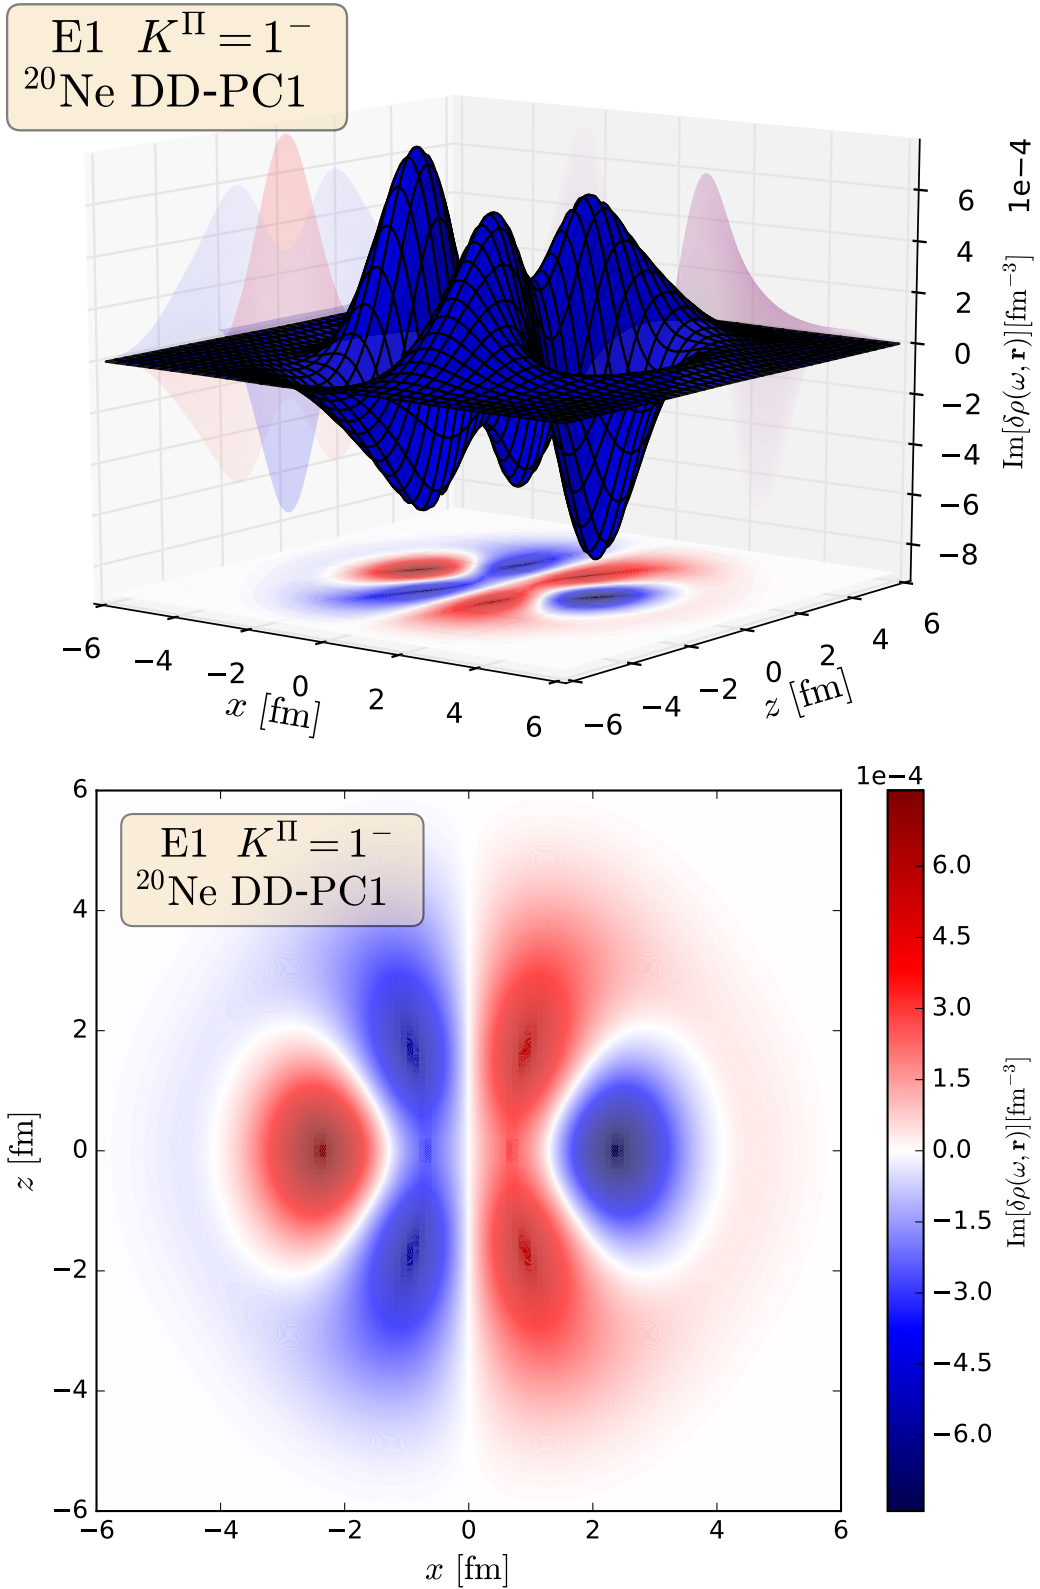 E1 K^Π = 1^−
^20Ne DD-PC1
1e−4
6
4
2
0
−2
−4
−6
−8
Im[δρ(ω, r)][fm^−3]
−6 −4 −2 0 2 4 6
x [fm]
−6 −4 −2 0 2 4 6
z [fm]
1e−4
E1 K^Π = 1^−
^20Ne DD-PC1
6
4
2
0
−2
−4
−6
z [fm]
−6 −4 −2 0 2 4 6
x [fm]
6.0
4.5
3.0
1.5
0.0
−1.5
−3.0
−4.5
−6.0
Im[δρ(ω, r)][fm^−3]